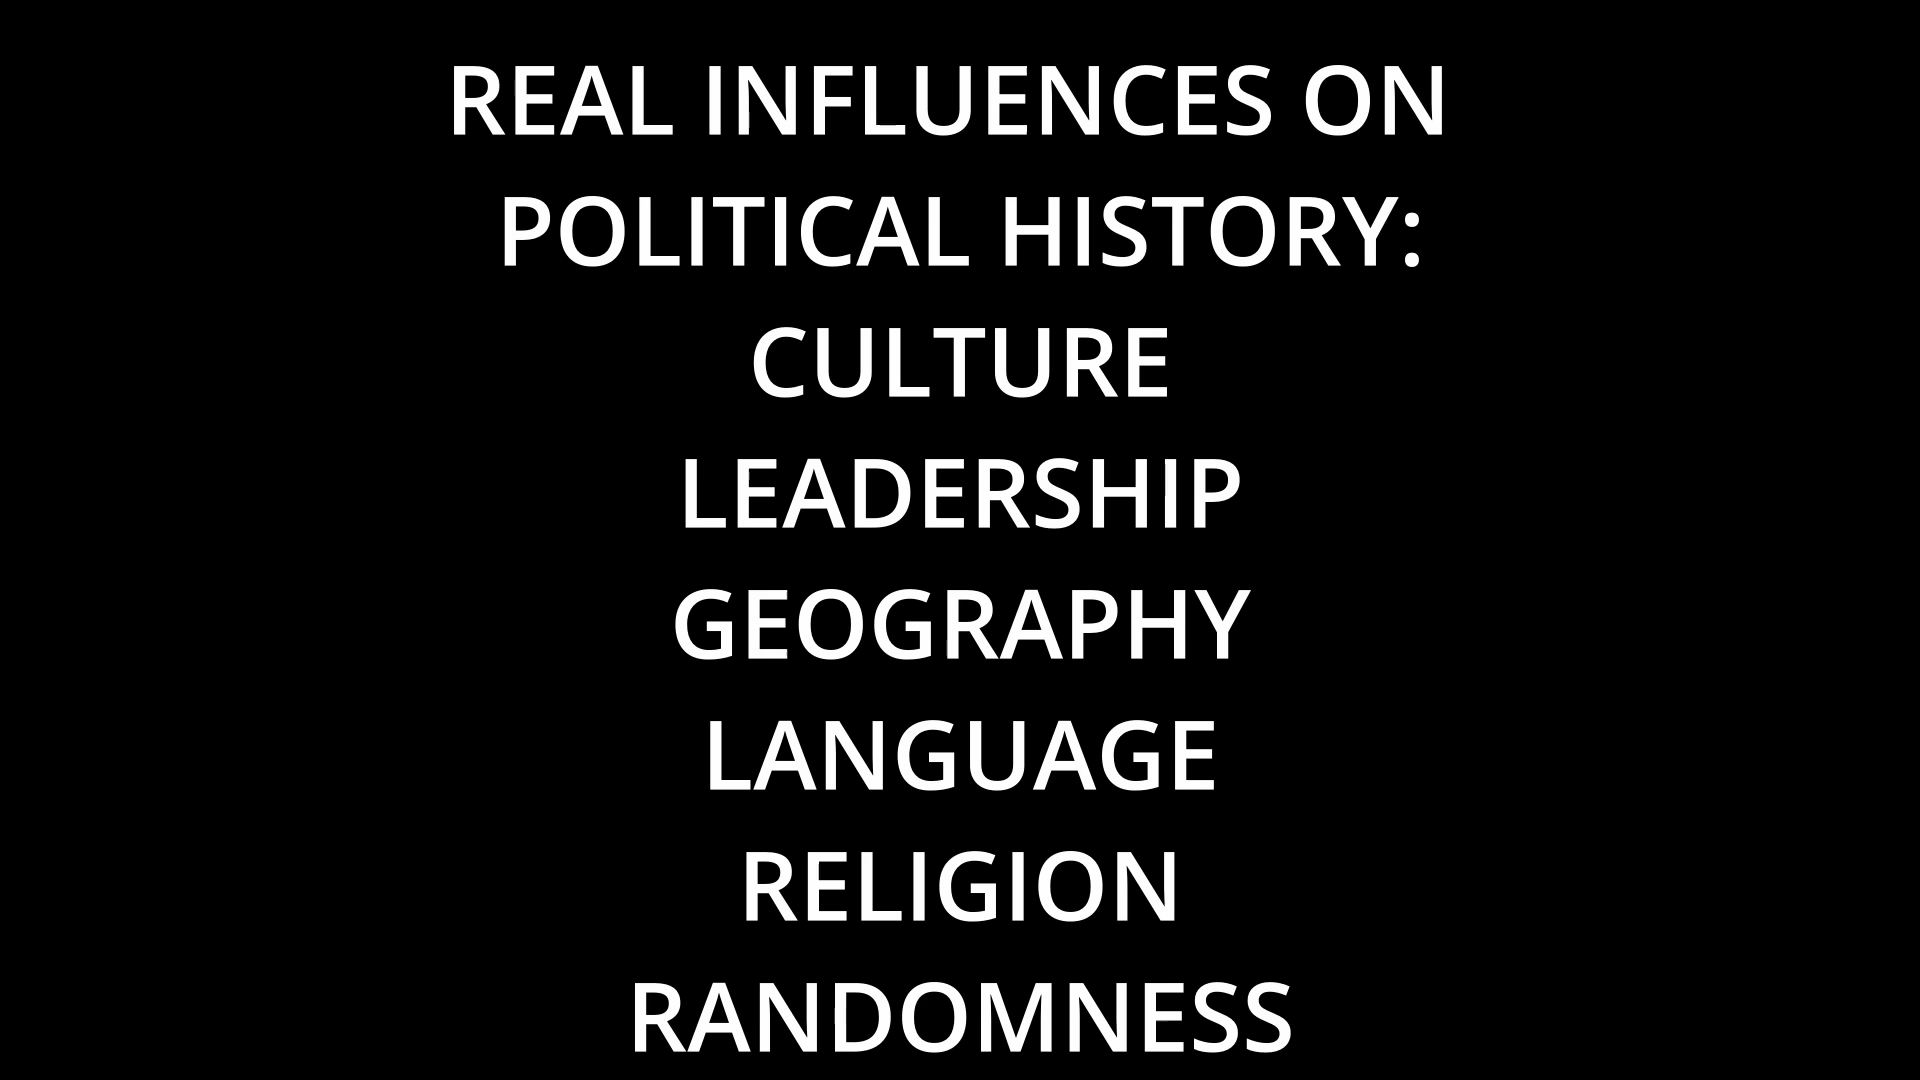 REAL INFLUENCES ON
POLITICAL HISTORY:
CULTURE
LEADERSHIP
GEOGRAPHY
LANGUAGE
RELIGION
RANDOMNESS